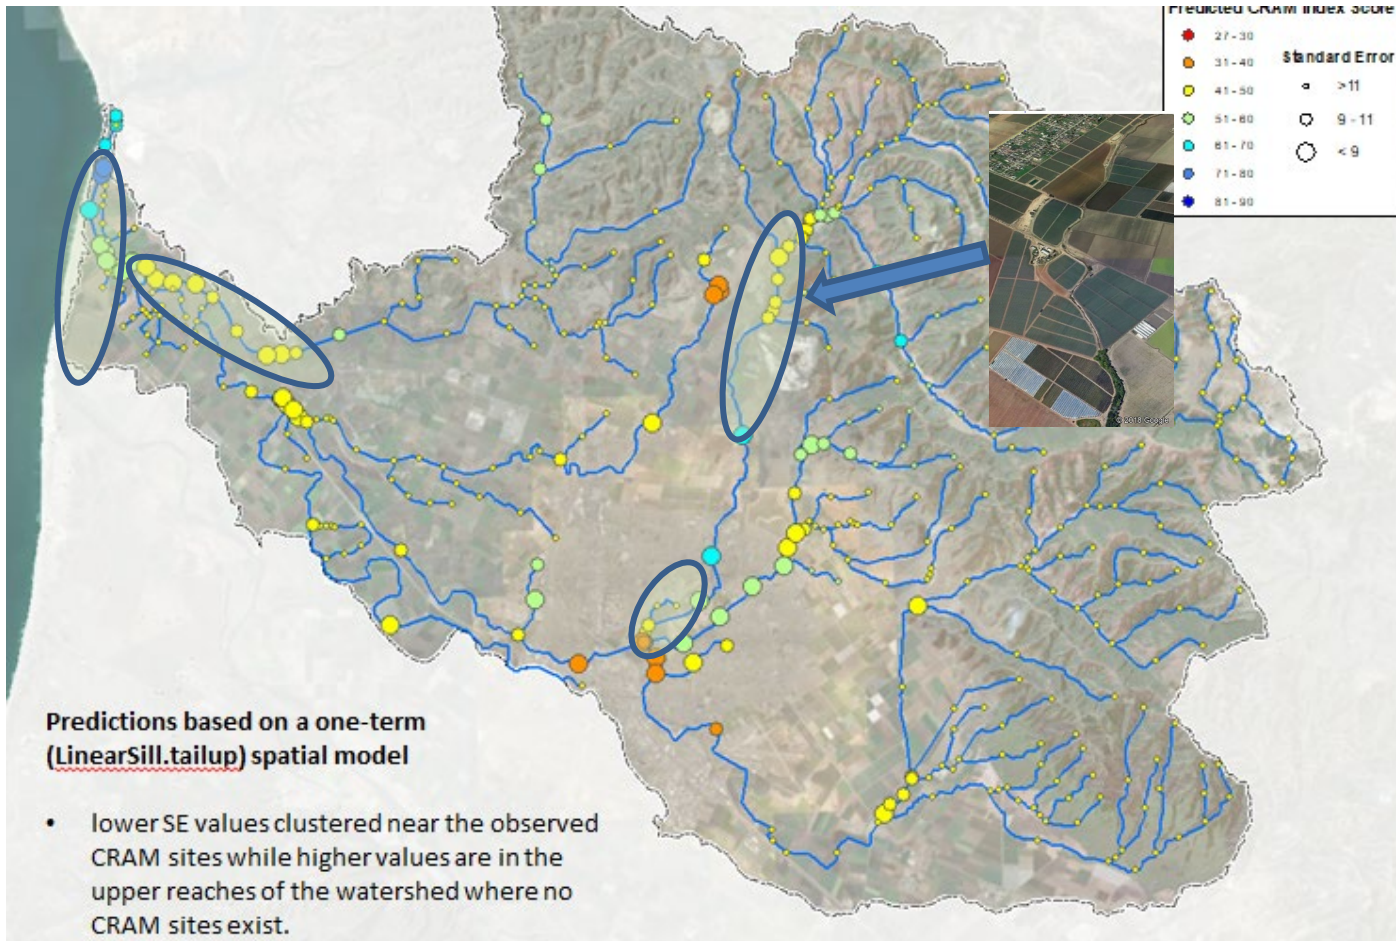 Predicted CRAM Index Score
27 - 30
31 - 40
Standard Error
41 - 50
>11
51 - 60
9 - 11
61 - 70
< 9
71 - 80
81 - 90
© 2018 Google
Predictions based on a one-term
(LinearSill.tailup) spatial model
• lower SE values clustered near the observed
CRAM sites while higher values are in the
upper reaches of the watershed where no
CRAM sites exist.